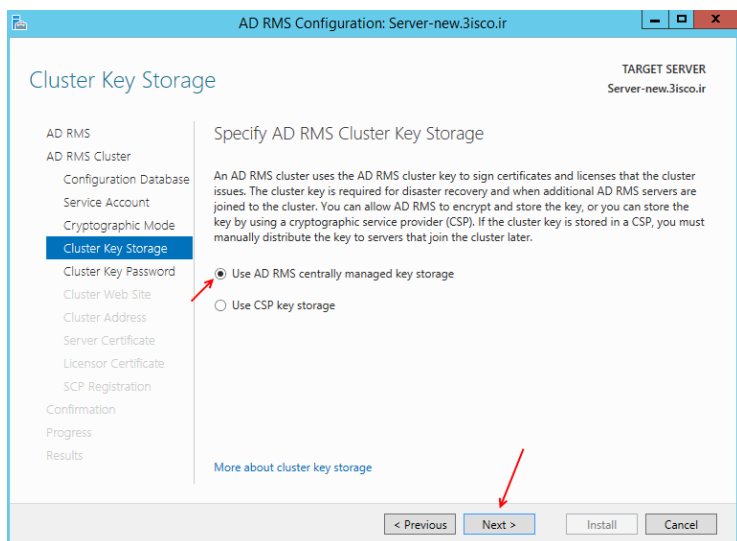 AD RMS Configuration: Server-new.3isco.ir
Cluster Key Storage
TARGET SERVER
Server-new.3isco.ir
AD RMS
AD RMS Cluster
Configuration Database
Service Account
Cryptographic Mode
Cluster Key Storage
Cluster Key Password
Cluster Web Site
Cluster Address
Server Certificate
Licensor Certificate
SCP Registration
Confirmation
Progress
Results
Specify AD RMS Cluster Key Storage
An AD RMS cluster uses the AD RMS cluster key to sign certificates and licenses that the cluster
issues. The cluster key is required for disaster recovery and when additional AD RMS servers are
joined to the cluster. You can allow AD RMS to encrypt and store the key, or you can store the
key by using a cryptographic service provider (CSP). If the cluster key is stored in a CSP, you must
manually distribute the key to servers that join the cluster later.
Use AD RMS centrally managed key storage
Use CSP key storage
More about cluster key storage
< Previous
Next >
Install
Cancel